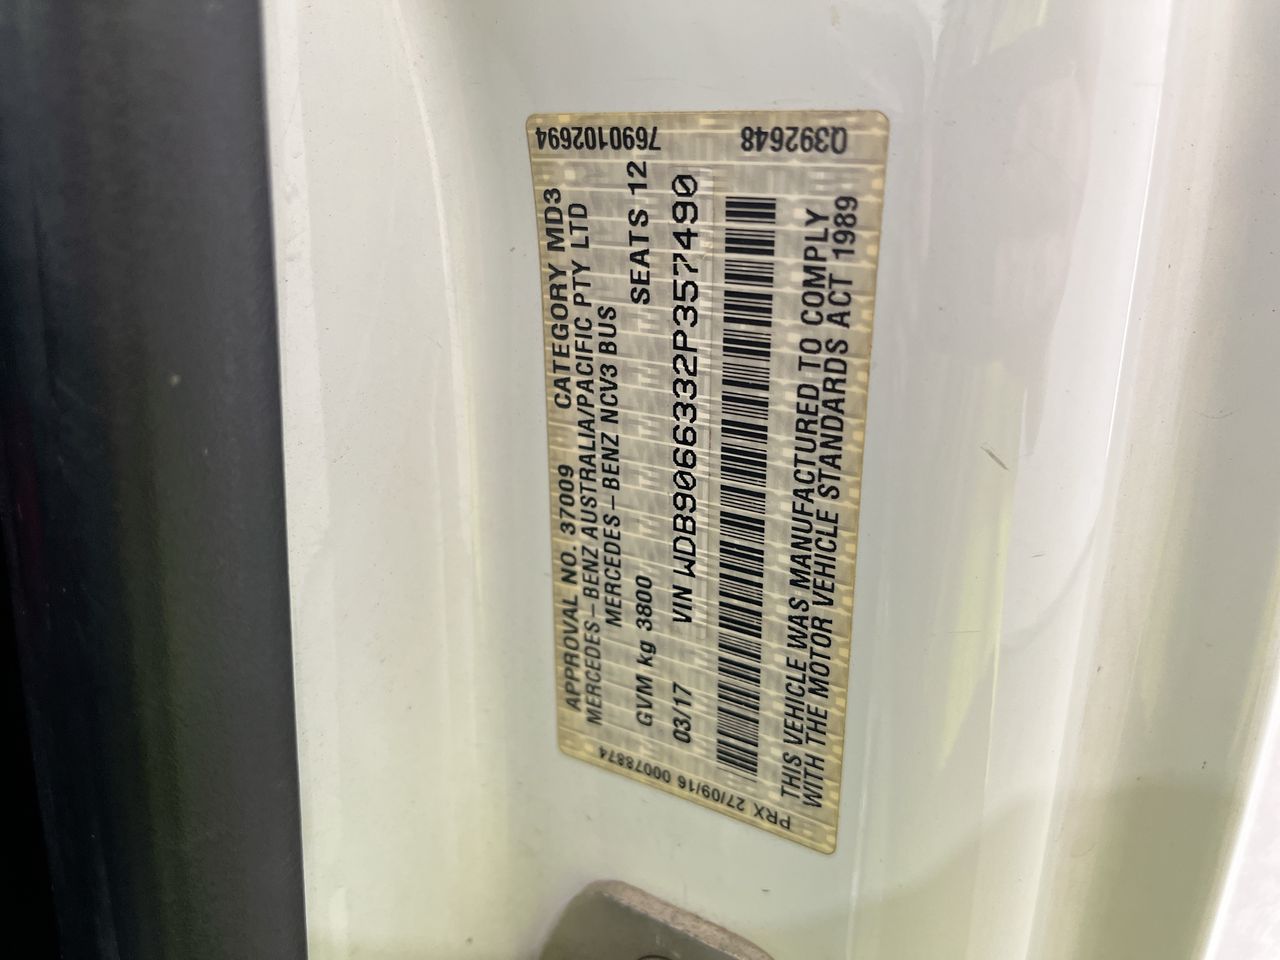 APPROVAL NO. 37009 CATEGORY MD3
MERCEDES-BENZ AUSTRALIA/PACIFIC PTY LTD
MERCEDES-BENZ NCV3 BUS
GVM kg 3800 SEATS 12
03/17 VIN WDB9066332P357490
THIS VEHICLE WAS MANUFACTURED TO COMPLY
WITH THE MOTOR VEHICLE STANDARDS ACT 1989
7690102694 Q392648
PRX 27/09/16 00078874